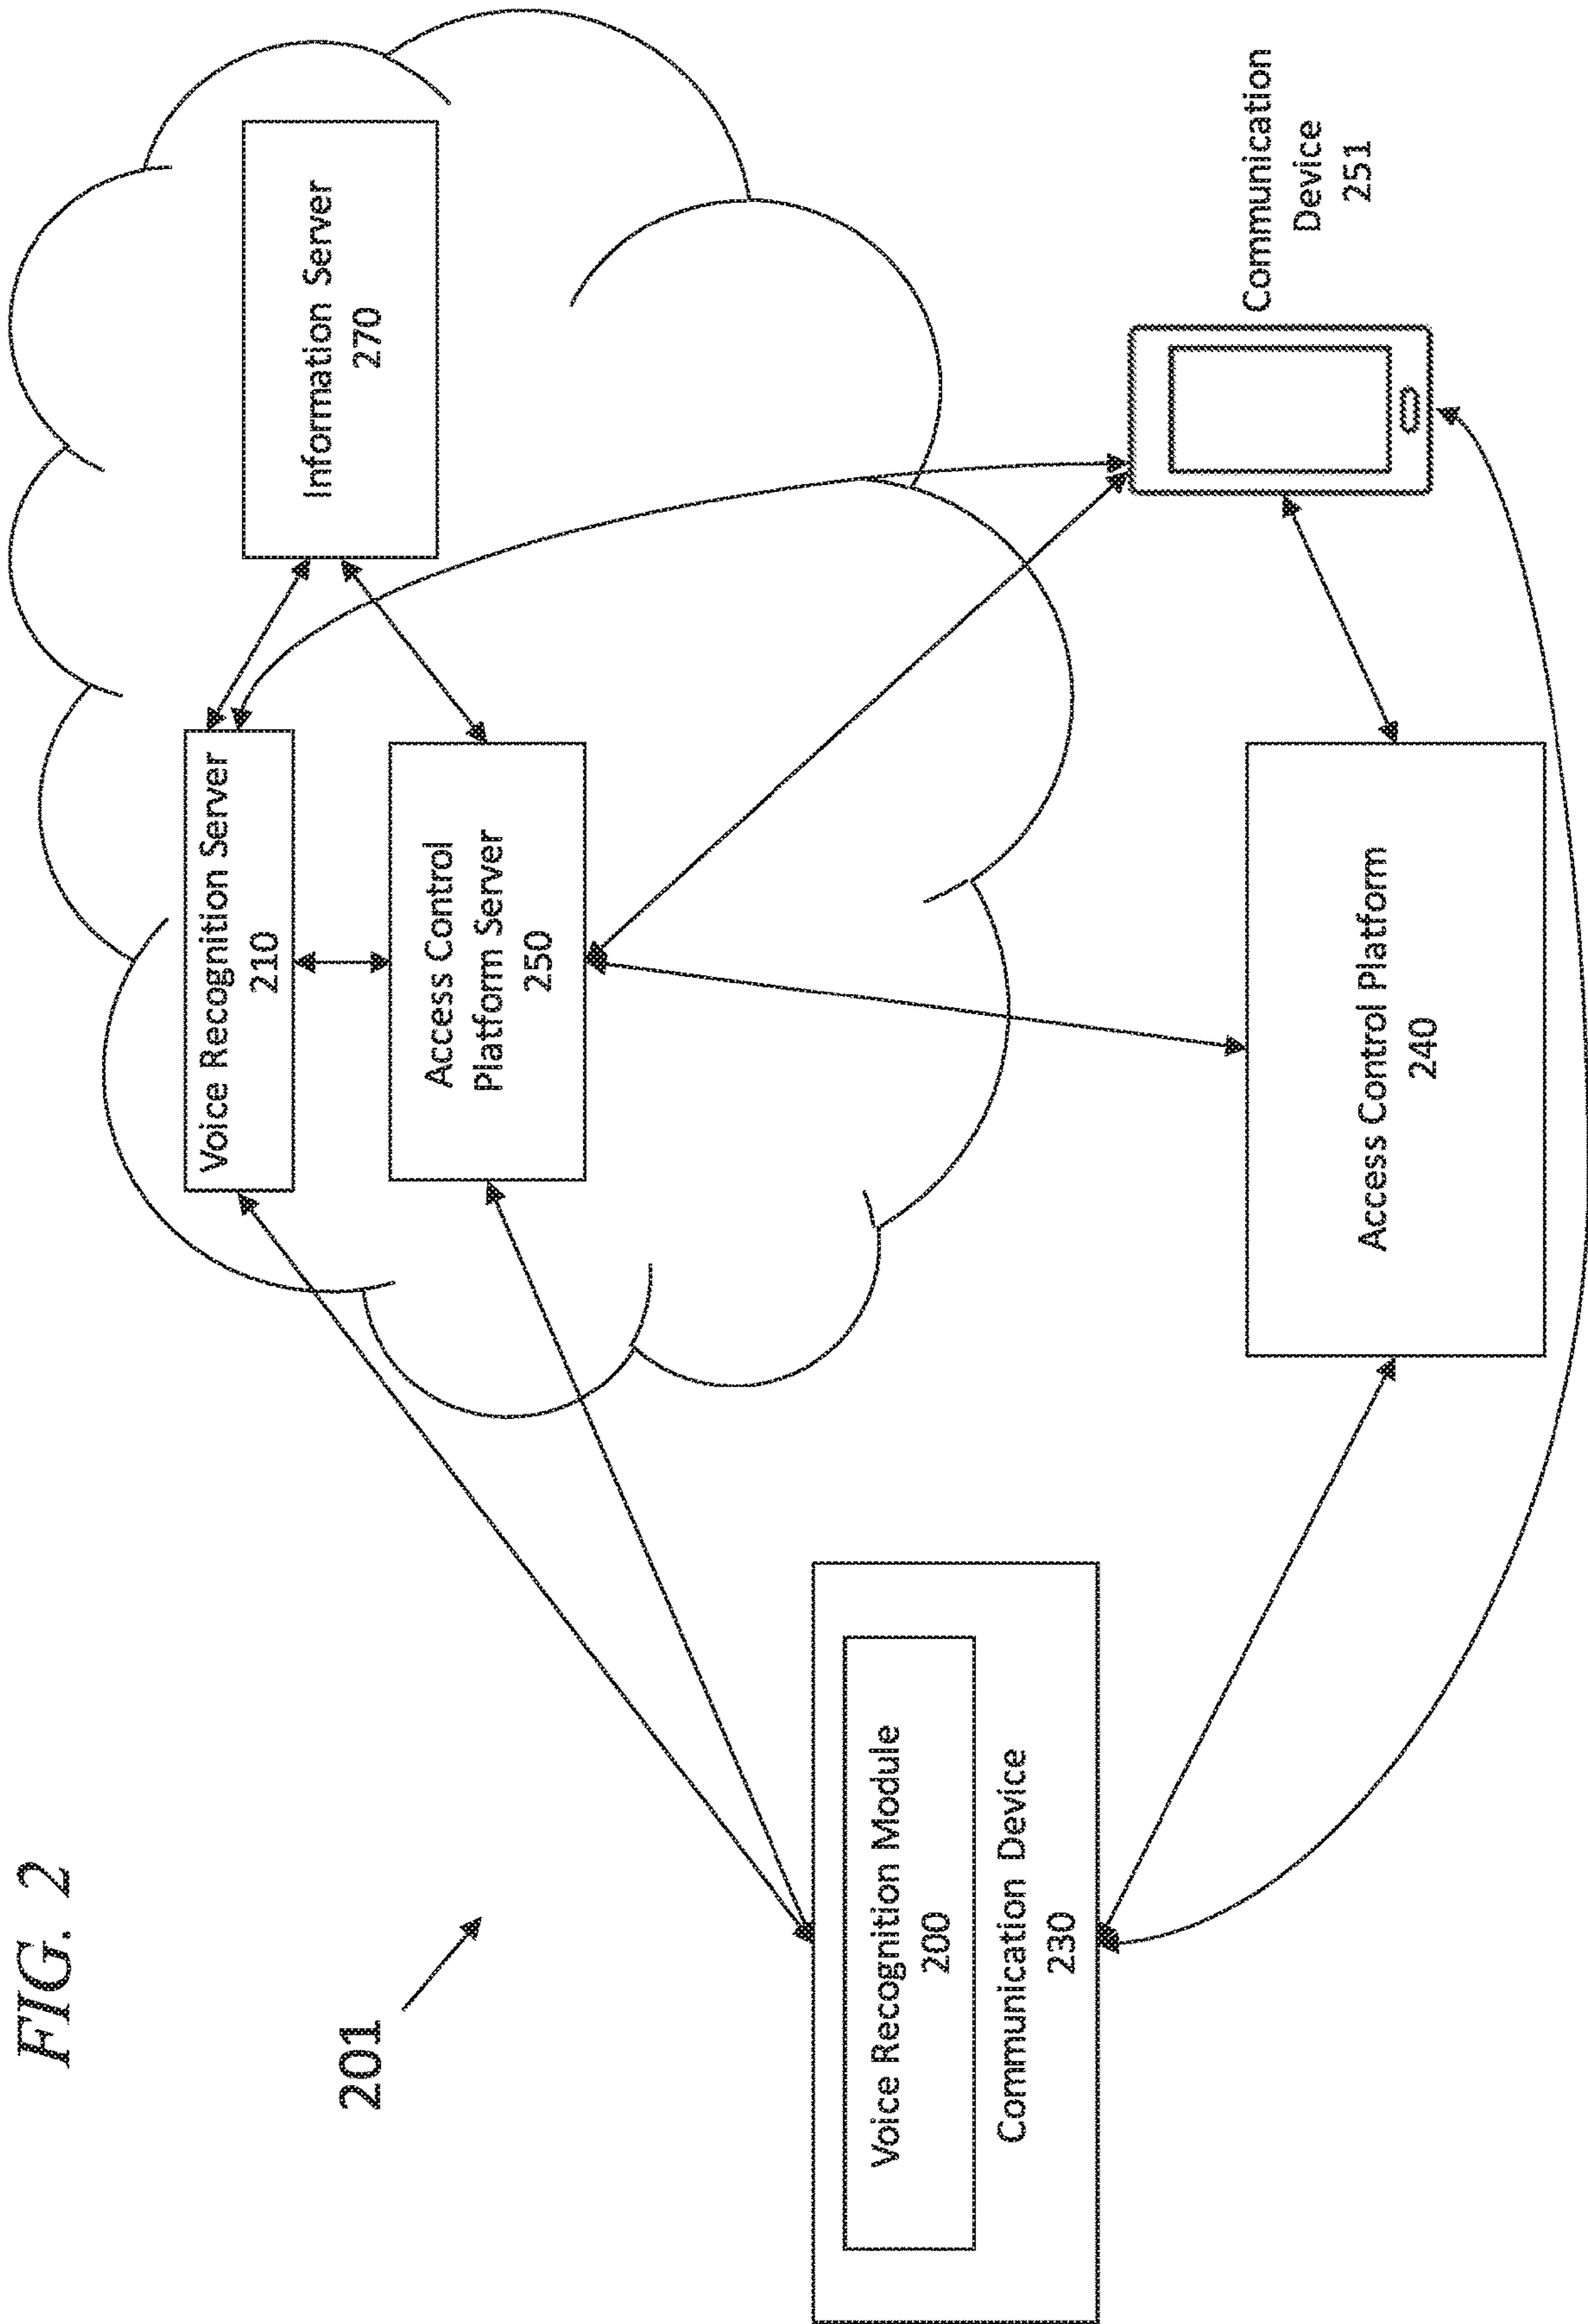 FIG. 2
201
Voice Recognition Server
210
Information Server
270
Access Control
Platform Server
250
Voice Recognition Module
200
Communication Device
230
Access Control Platform
240
Communication
Device
251